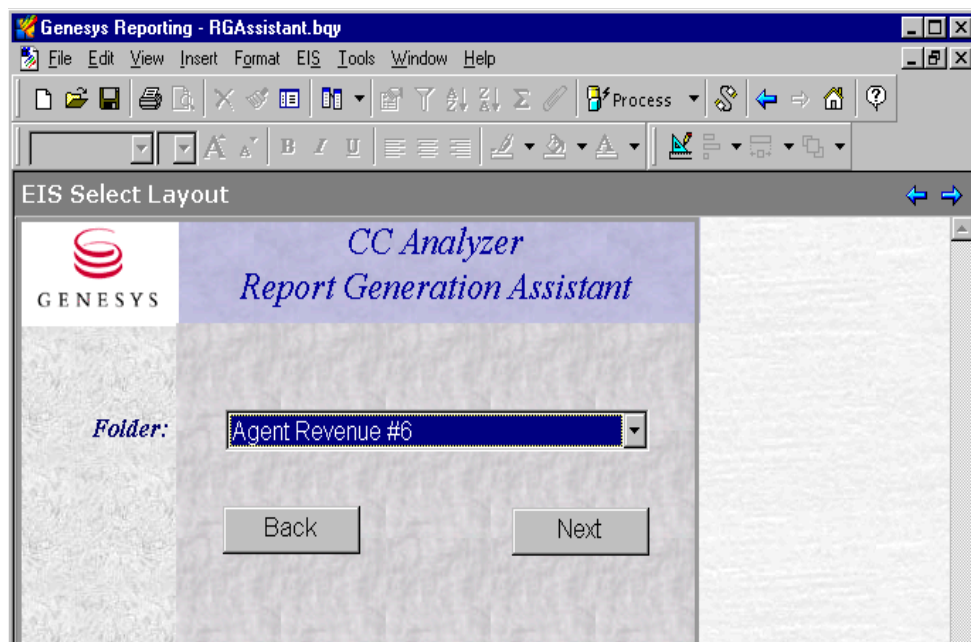 Genesys Reporting - RGAssistant.bqy
File Edit View Insert Format EIS Tools Window Help
Process
B I U
EIS Select Layout
GENESYS
CC Analyzer
Report Generation Assistant
Folder:
Agent Revenue #6
Back
Next